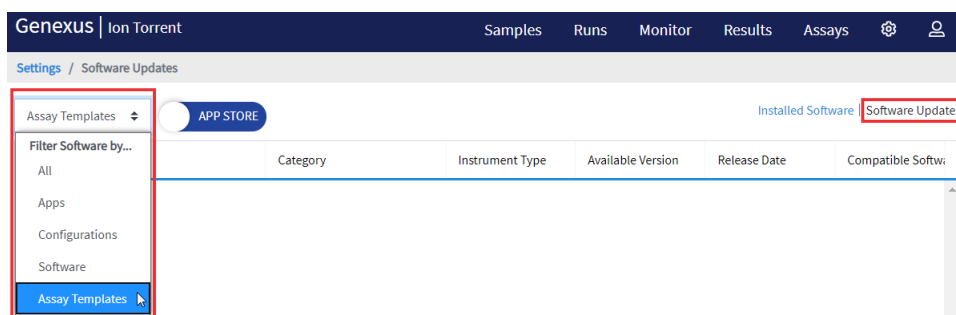 Genexus | Ion Torrent Samples Runs Monitor Results Assays
Settings / Software Updates
Assay Templates APP STORE Installed Software | Software Update
Filter Software by...
Category Instrument Type Available Version Release Date Compatible Softwa
All
Apps
Configurations
Software
Assay Templates